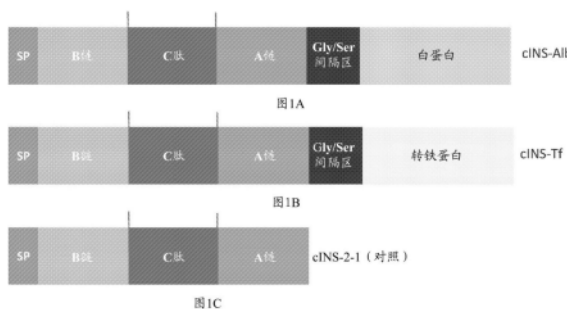 SP B链 C肽 A链 Gly/Ser 间隔区 白蛋白 cINS-Alb
图1A
SP B链 C肽 A链 Gly/Ser 间隔区 转铁蛋白 cINS-Tf
图1B
SP B链 C肽 A链 cINS-2-1（对照）
图1C